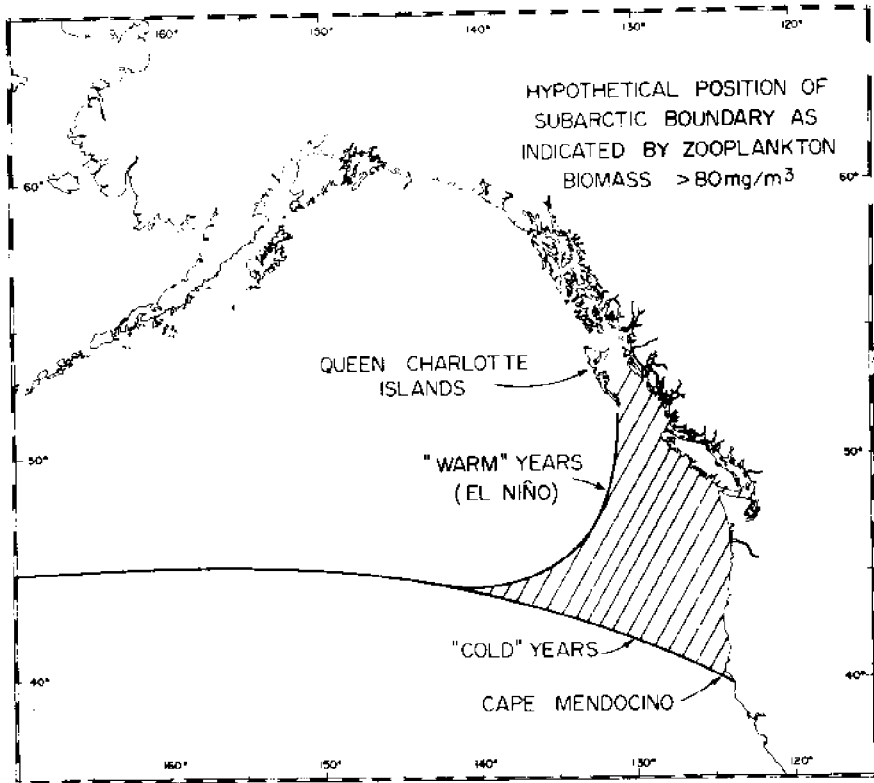 160° 150° 140° 130° 120°
HYPOTHETICAL POSITION OF
SUBARCTIC BOUNDARY AS
INDICATED BY ZOOPLANKTON
BIOMASS >80mg/m³
60° 60°
QUEEN CHARLOTTE
ISLANDS
50° 50°
"WARM" YEARS
(EL NIÑO)
"COLD" YEARS
40° 40°
CAPE MENDOCINO
160° 150° 140° 130° 120°